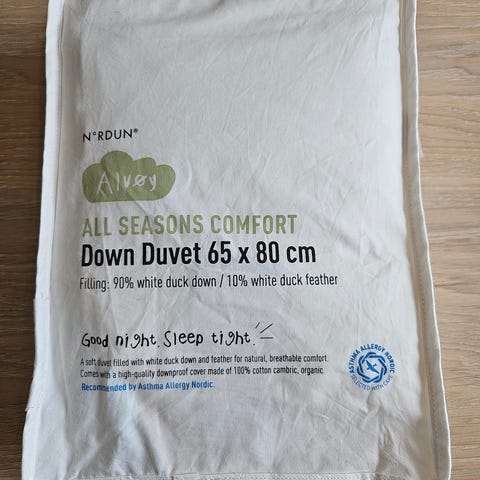 N°RDUN®
Alvøy
ALL SEASONS COMFORT
Down Duvet 65 x 80 cm
Filling: 90% white duck down / 10% white duck feather
Good night. Sleep tight.
A soft duvet filled with white duck down and feather for natural, breathable comfort.
Comes with a high-quality downproof cover made of 100% cotton cambric, organic.
Recommended by Asthma Allergy Nordic.
ASTHMA ALLERGY NORDIC
SELECTED WITH CARE